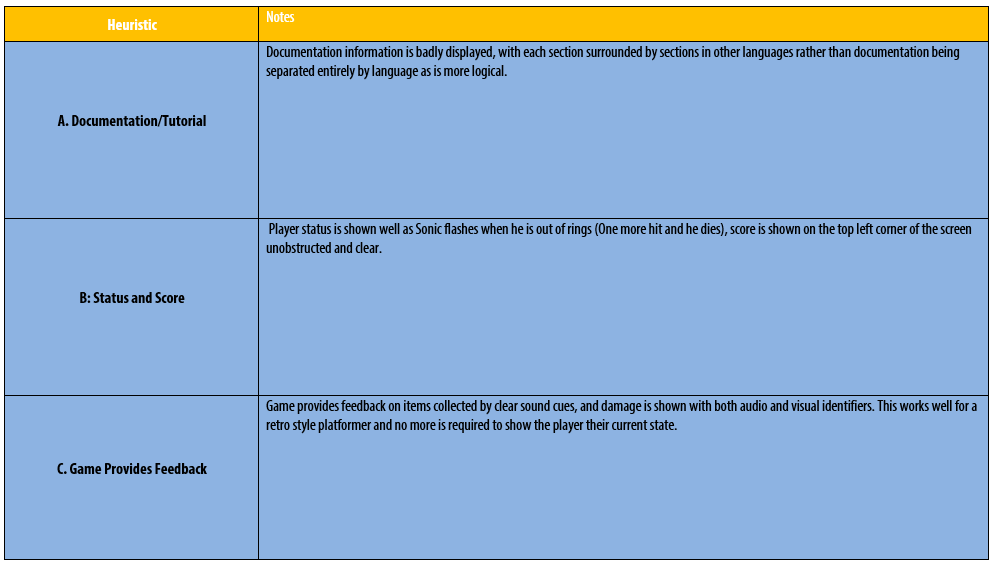 Heuristic
Notes
A. Documentation/Tutorial
Documentation information is badly displayed, with each section surrounded by sections in other languages rather than documentation being
separated entirely by language as is more logical.
B: Status and Score
Player status is shown well as Sonic flashes when he is out of rings (One more hit and he dies), score is shown on the top left corner of the screen
unobstructed and clear.
C. Game Provides Feedback
Game provides feedback on items collected by clear sound cues, and damage is shown with both audio and visual identifiers. This works well for a
retro style platformer and no more is required to show the player their current state.